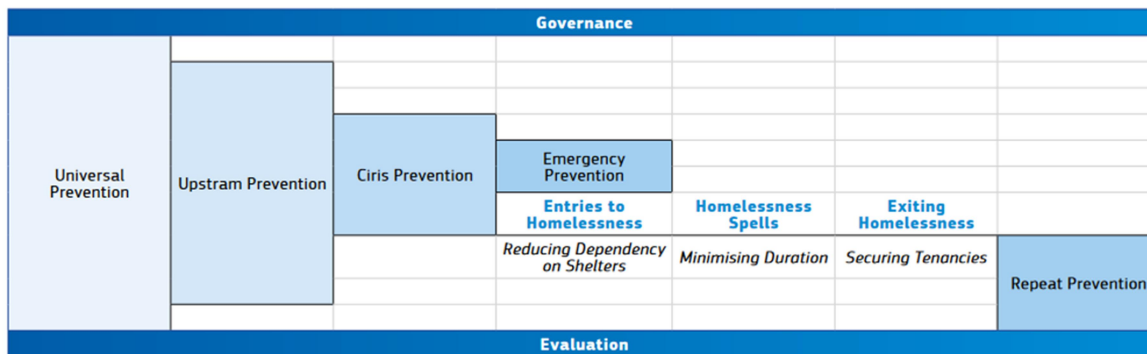 Governance
Universal
Prevention
Upstram Prevention
Ciris Prevention
Emergency
Prevention
Entries to
Homelessness
Homelessness
Spells
Exiting
Homelessness
Reducing Dependency
on Shelters
Minimising Duration
Securing Tenancies
Repeat Prevention
Evaluation